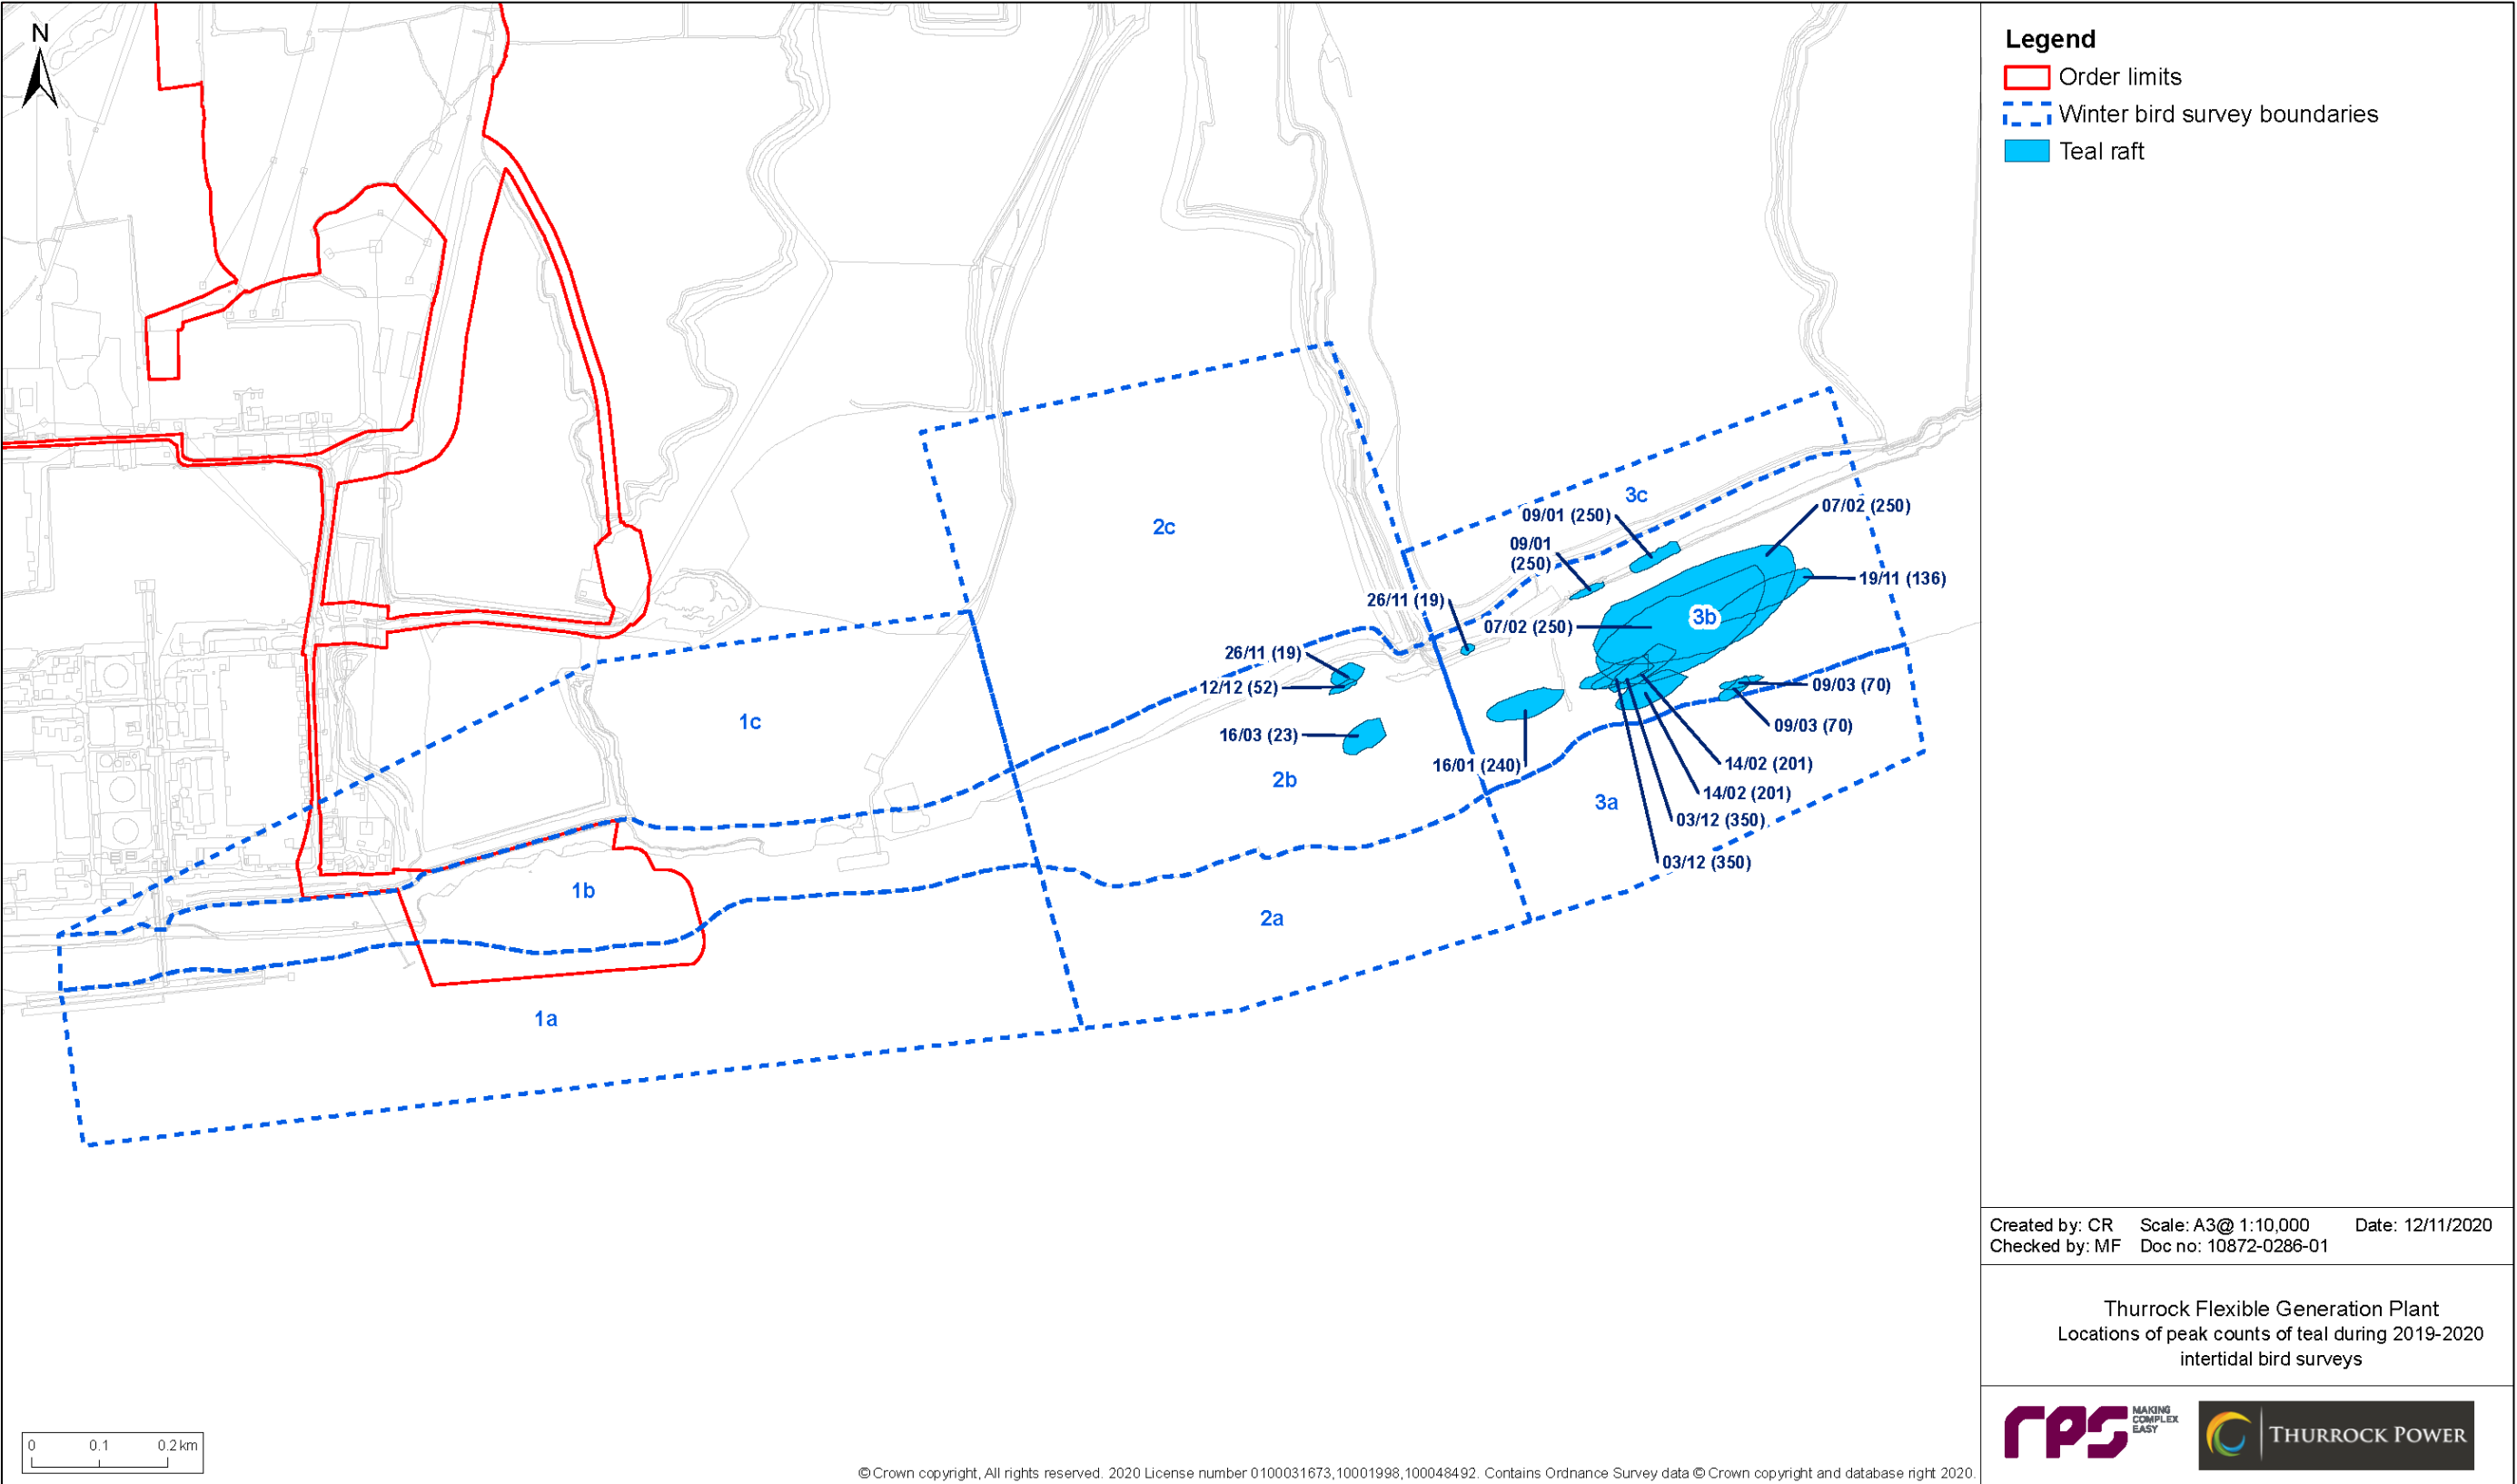 N
Legend
Order limits
Winter bird survey boundaries
Teal raft
3c
07/02 (250)
09/01 (250)
2c
09/01
(250)
19/11 (136)
26/11 (19)
3b
07/02 (250)
26/11 (19)
12/12 (52)
09/03 (70)
1c
09/03 (70)
16/03 (23)
16/01 (240)
14/02 (201)
2b
14/02 (201)
3a
03/12 (350)
03/12 (350)
1b
2a
1a
Created by: CR Scale: A3@ 1:10,000 Date: 12/11/2020
Checked by: MF Doc no: 10872-0286-01
Thurrock Flexible Generation Plant
Locations of peak counts of teal during 2019-2020
intertidal bird surveys
rps
MAKING
COMPLEX
EASY
THURROCK POWER
0 0.1 0.2 km
© Crown copyright, All rights reserved. 2020 License number 0100031673,10001998,100048492. Contains Ordnance Survey data © Crown copyright and database right 2020.